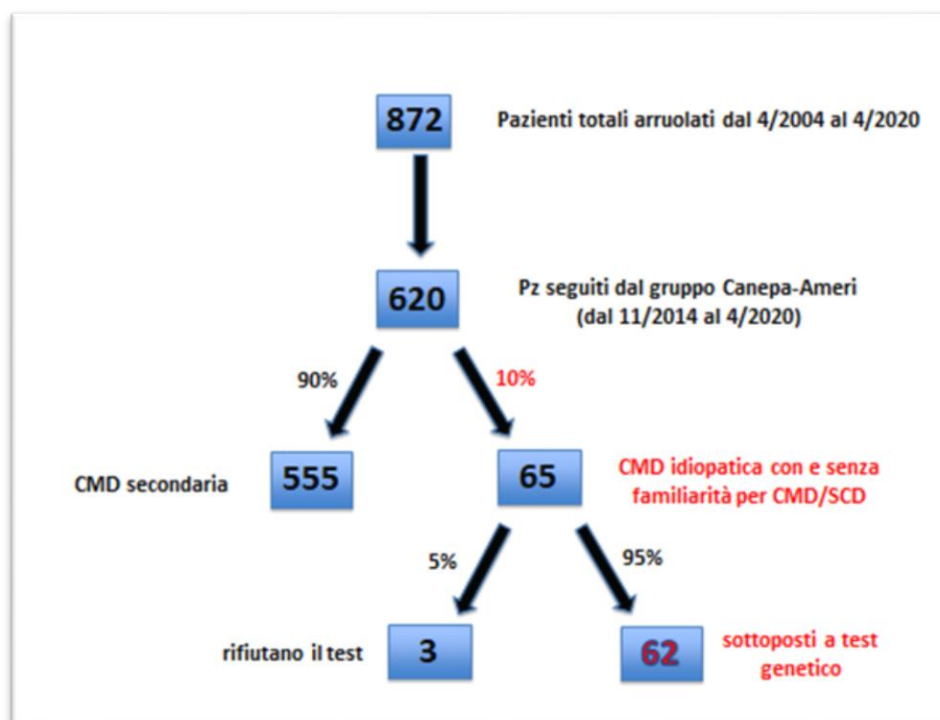 872
Pazienti totali arruolati dal 4/2004 al 4/2020
620
Pz seguiti dal gruppo Canepa-Ameri
(dal 11/2014 al 4/2020)
90%
10%
CMD secondaria
555
65
CMD idiopatica con e senza
familiarità per CMD/SCD
5%
95%
rifiutano il test
3
62
sottoposti a test
genetico